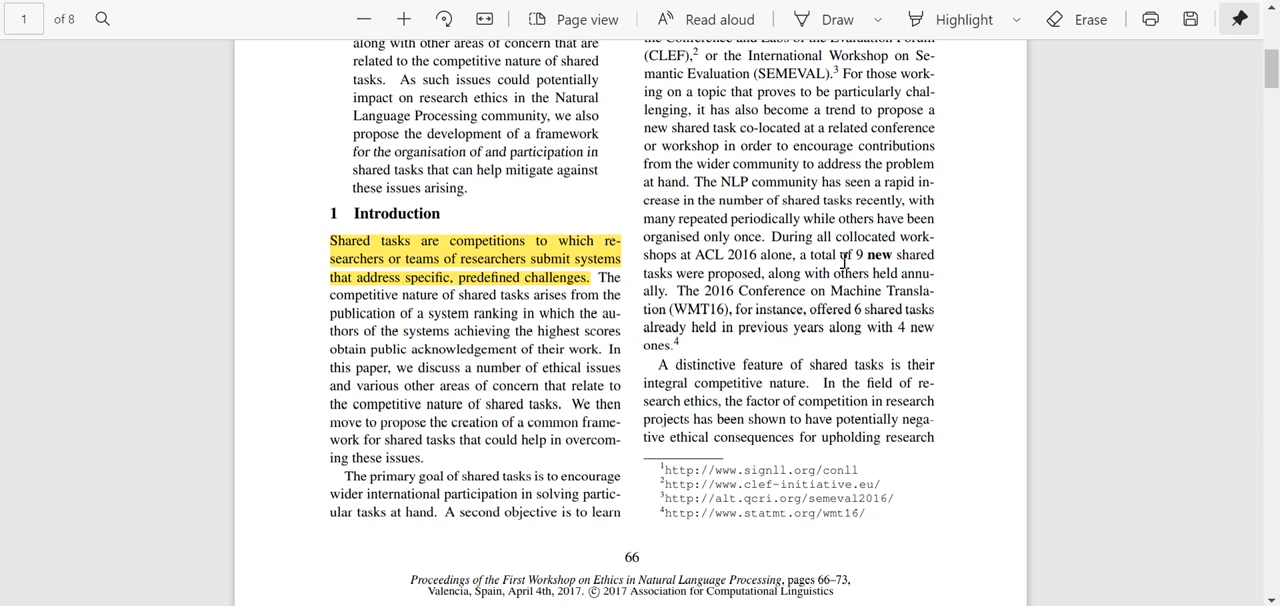 1 of 8 Page view Read aloud Draw Highlight Erase
along with other areas of concern that are
related to the competitive nature of shared
tasks. As such issues could potentially
impact on research ethics in the Natural
Language Processing community, we also
propose the development of a framework
for the organisation of and participation in
shared tasks that can help mitigate against
these issues arising.
1 Introduction
Shared tasks are competitions to which re-
searchers or teams of researchers submit systems
that address specific, predefined challenges. The
competitive nature of shared tasks arises from the
publication of a system ranking in which the au-
thors of the systems achieving the highest scores
obtain public acknowledgement of their work. In
this paper, we discuss a number of ethical issues
and various other areas of concern that relate to
the competitive nature of shared tasks. We then
move to propose the creation of a common frame-
work for shared tasks that could help in overcom-
ing these issues.
The primary goal of shared tasks is to encourage
wider international participation in solving partic-
ular tasks at hand. A second objective is to learn
the Conference and Labs of the Evaluation Forum
(CLEF),2 or the International Workshop on Se-
mantic Evaluation (SEMEVAL).3 For those work-
ing on a topic that proves to be particularly chal-
lenging, it has also become a trend to propose a
new shared task co-located at a related conference
or workshop in order to encourage contributions
from the wider community to address the problem
at hand. The NLP community has seen a rapid in-
crease in the number of shared tasks recently, with
many repeated periodically while others have been
organised only once. During all collocated work-
shops at ACL 2016 alone, a total of 9 new shared
tasks were proposed, along with others held annu-
ally. The 2016 Conference on Machine Transla-
tion (WMT16), for instance, offered 6 shared tasks
already held in previous years along with 4 new
ones.4
A distinctive feature of shared tasks is their
integral competitive nature. In the field of re-
search ethics, the factor of competition in research
projects has been shown to have potentially nega-
tive ethical consequences for upholding research
1http://www.signll.org/conll
2http://www.clef-initiative.eu/
3http://alt.qcri.org/semeval2016/
4http://www.statmt.org/wmt16/
66
Proceedings of the First Workshop on Ethics in Natural Language Processing, pages 66–73,
Valencia, Spain, April 4th, 2017. © 2017 Association for Computational Linguistics